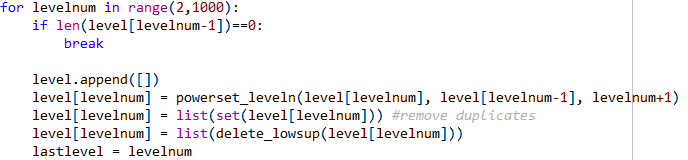 for levelnum in range(2,1000):
    if len(level[levelnum-1])==0:
        break
    level.append([])
    level[levelnum] = powerset_leveln(level[levelnum], level[levelnum-1], levelnum+1)
    level[levelnum] = list(set(level[levelnum])) #remove duplicates
    level[levelnum] = list(delete_lowsup(level[levelnum]))
    lastlevel = levelnum